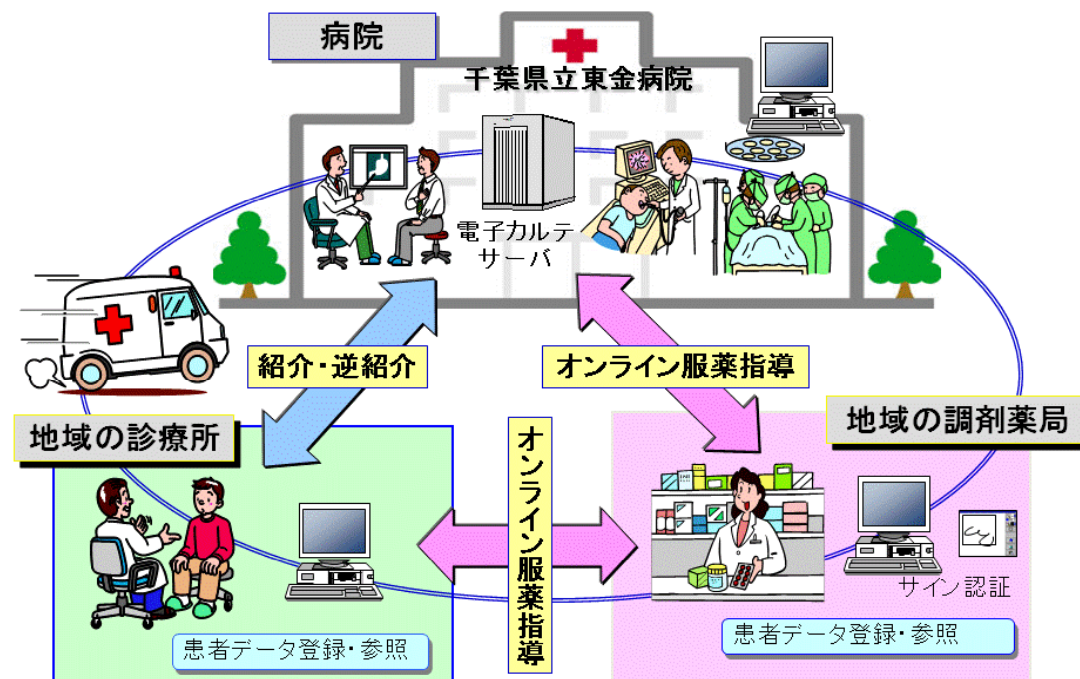 病院
千葉県立東金病院
電子カルテ
サーバ
紹介・逆紹介
オンライン服薬指導
地域の診療所
地域の調剤薬局
オンライン服薬指導
サイン認証
患者データ登録・参照
患者データ登録・参照